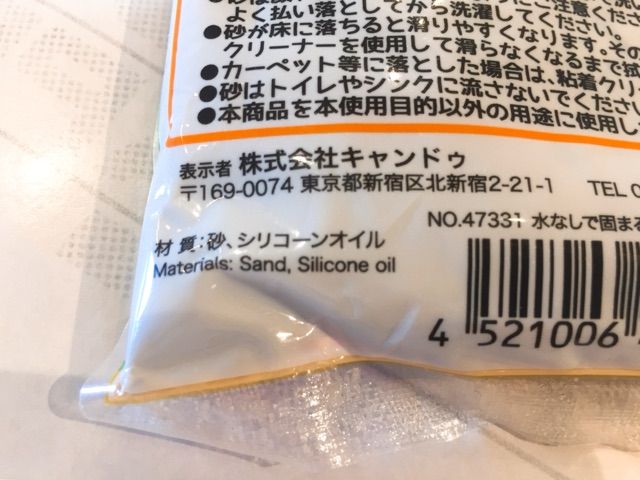 よく払い落としてから洗濯してください。
●砂が床に落ちると滑りやすくなります。その
クリーナーを使用して滑らなくなるまで
●カーペット等に落とした場合は、粘着クリ
●砂はトイレやシンクに流さないでくださ
●本商品を本使用目的以外の用途に使用し
表示者 株式会社キャンドゥ
〒169-0074 東京都新宿区北新宿2-21-1 TEL
NO.47331 水なしで固まる
材 質:砂、シリコーンオイル
Materials: Sand, Silicone oil
4 521006